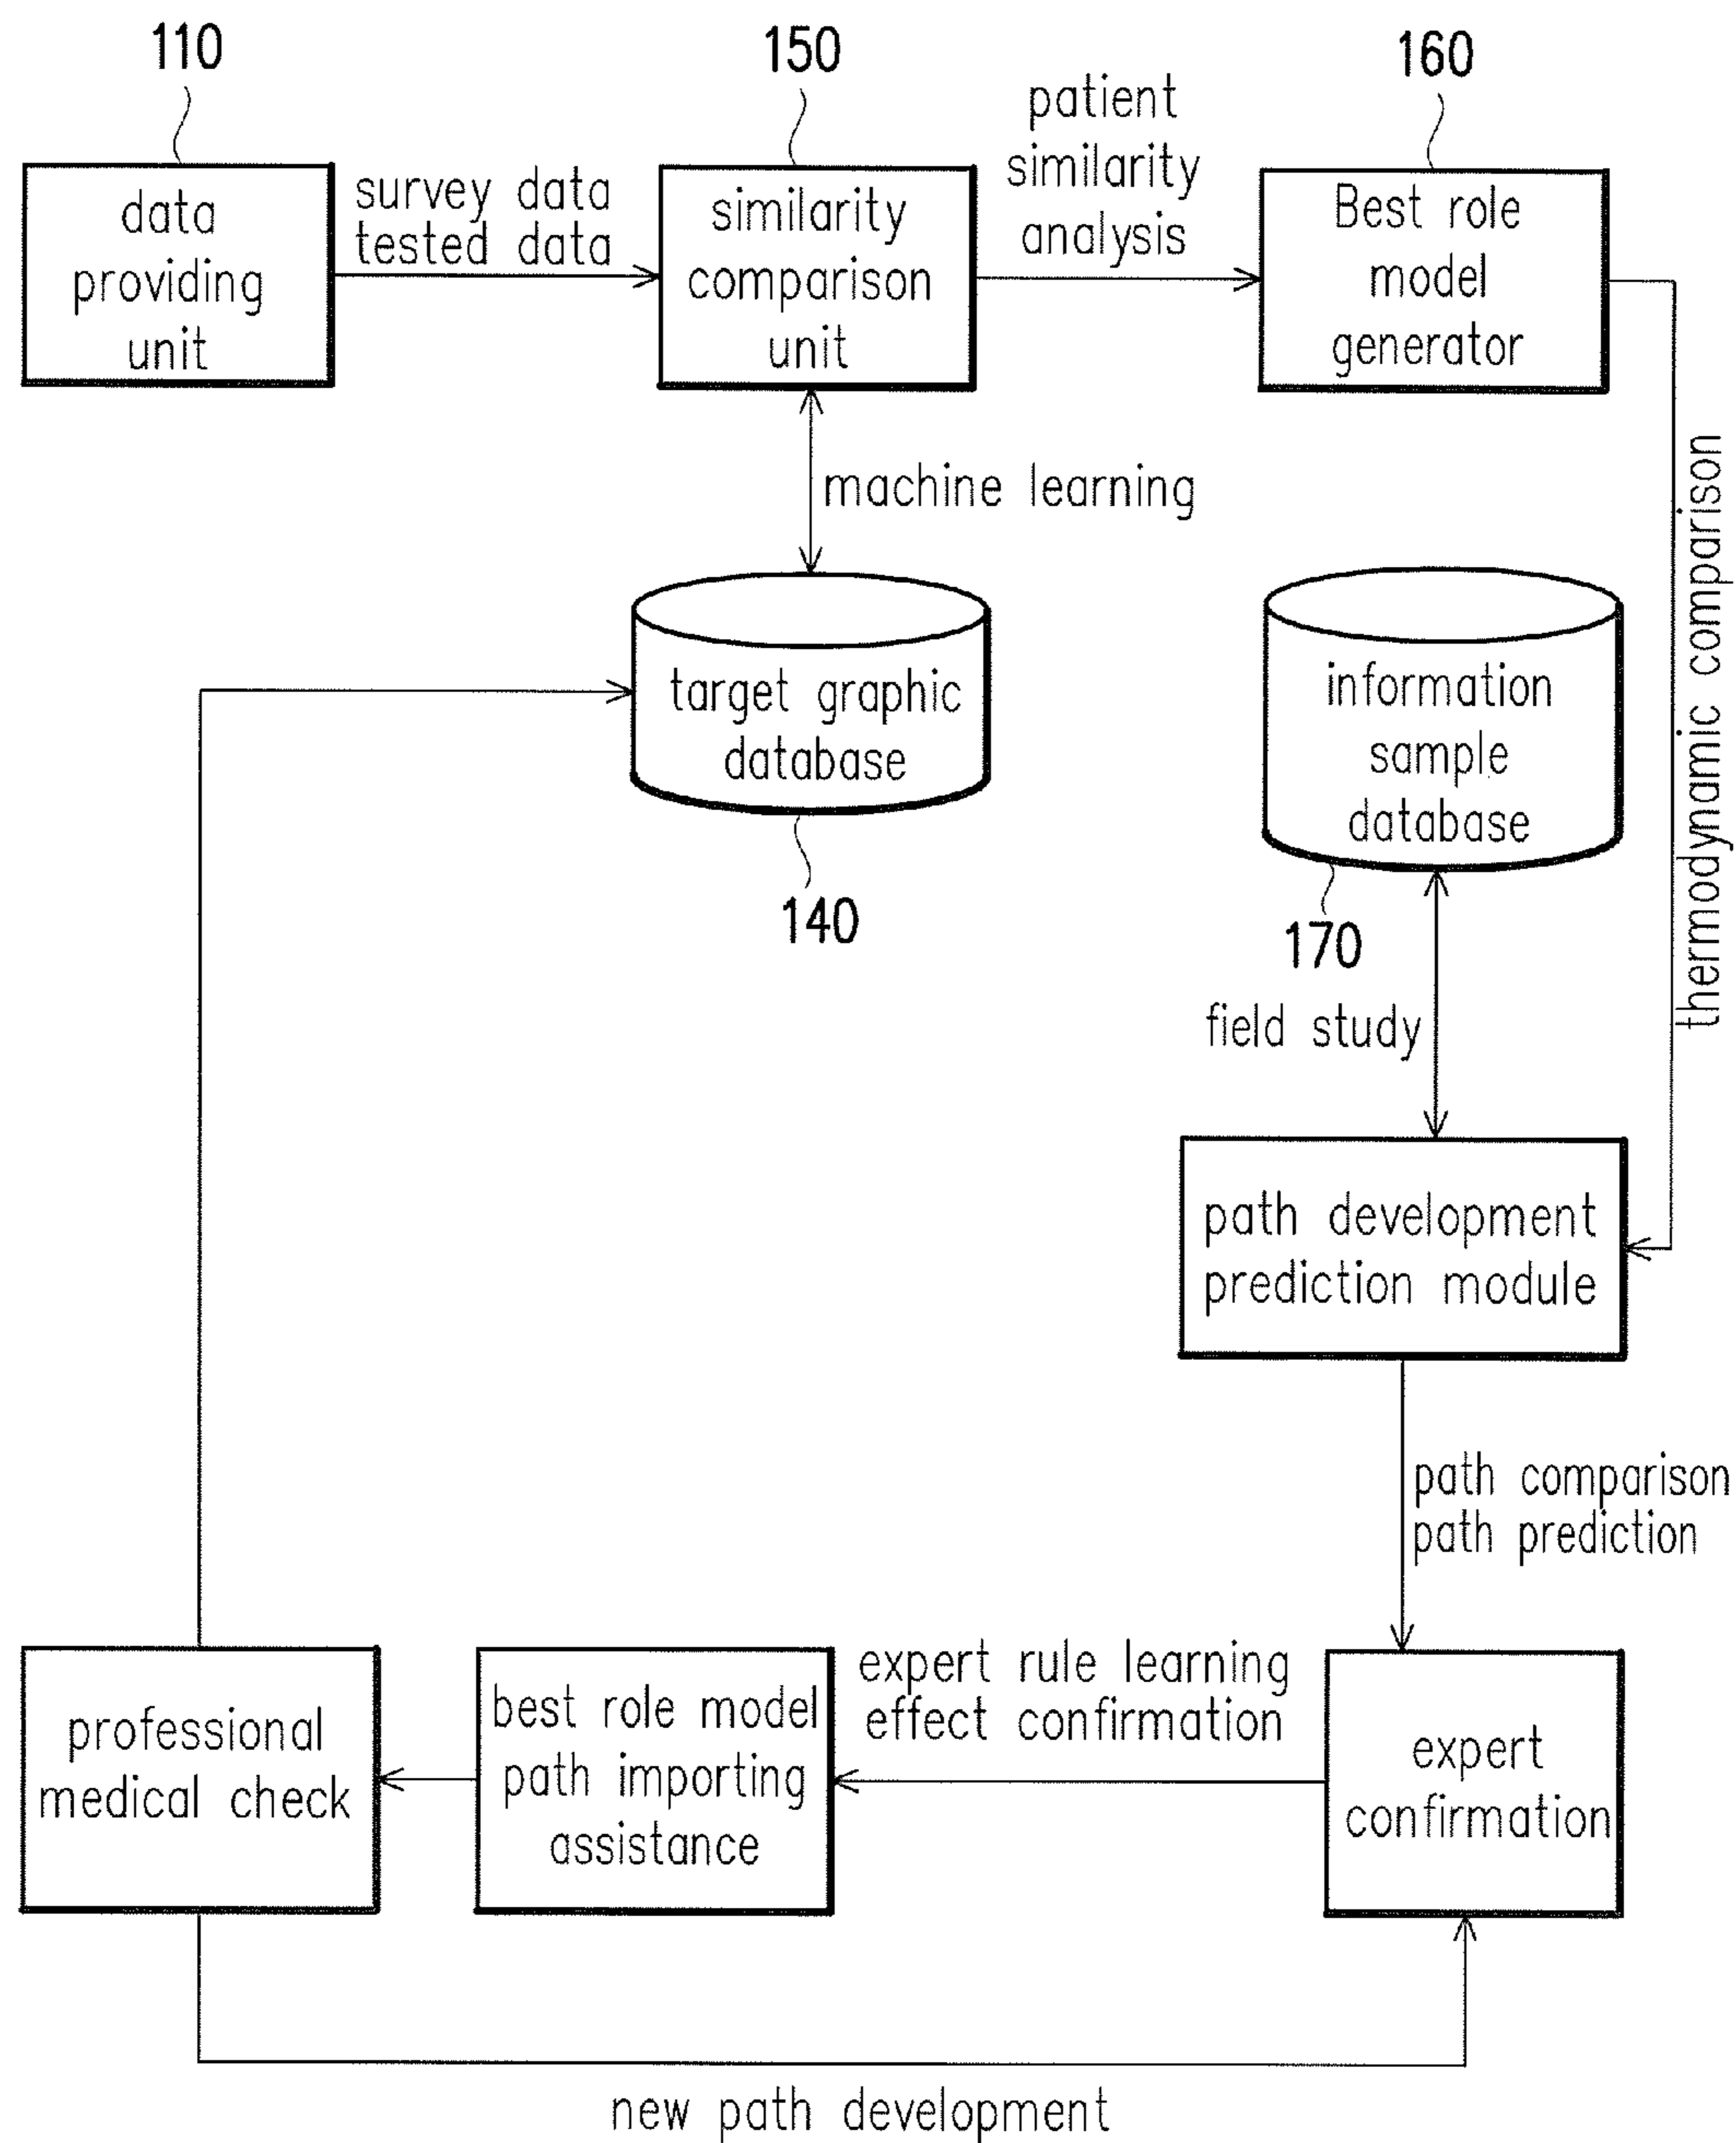 110
150
160
data
providing
unit
survey data
tested data
similarity
comparison
unit
patient
similarity
analysis
Best role
model
generator
machine learning
thermodynamic comparison
target graphic
database
140
information
sample
database
170
field study
path development
prediction module
path comparison
path prediction
professional
medical check
best role model
path importing
assistance
expert rule learning
effect confirmation
expert
confirmation
new path development